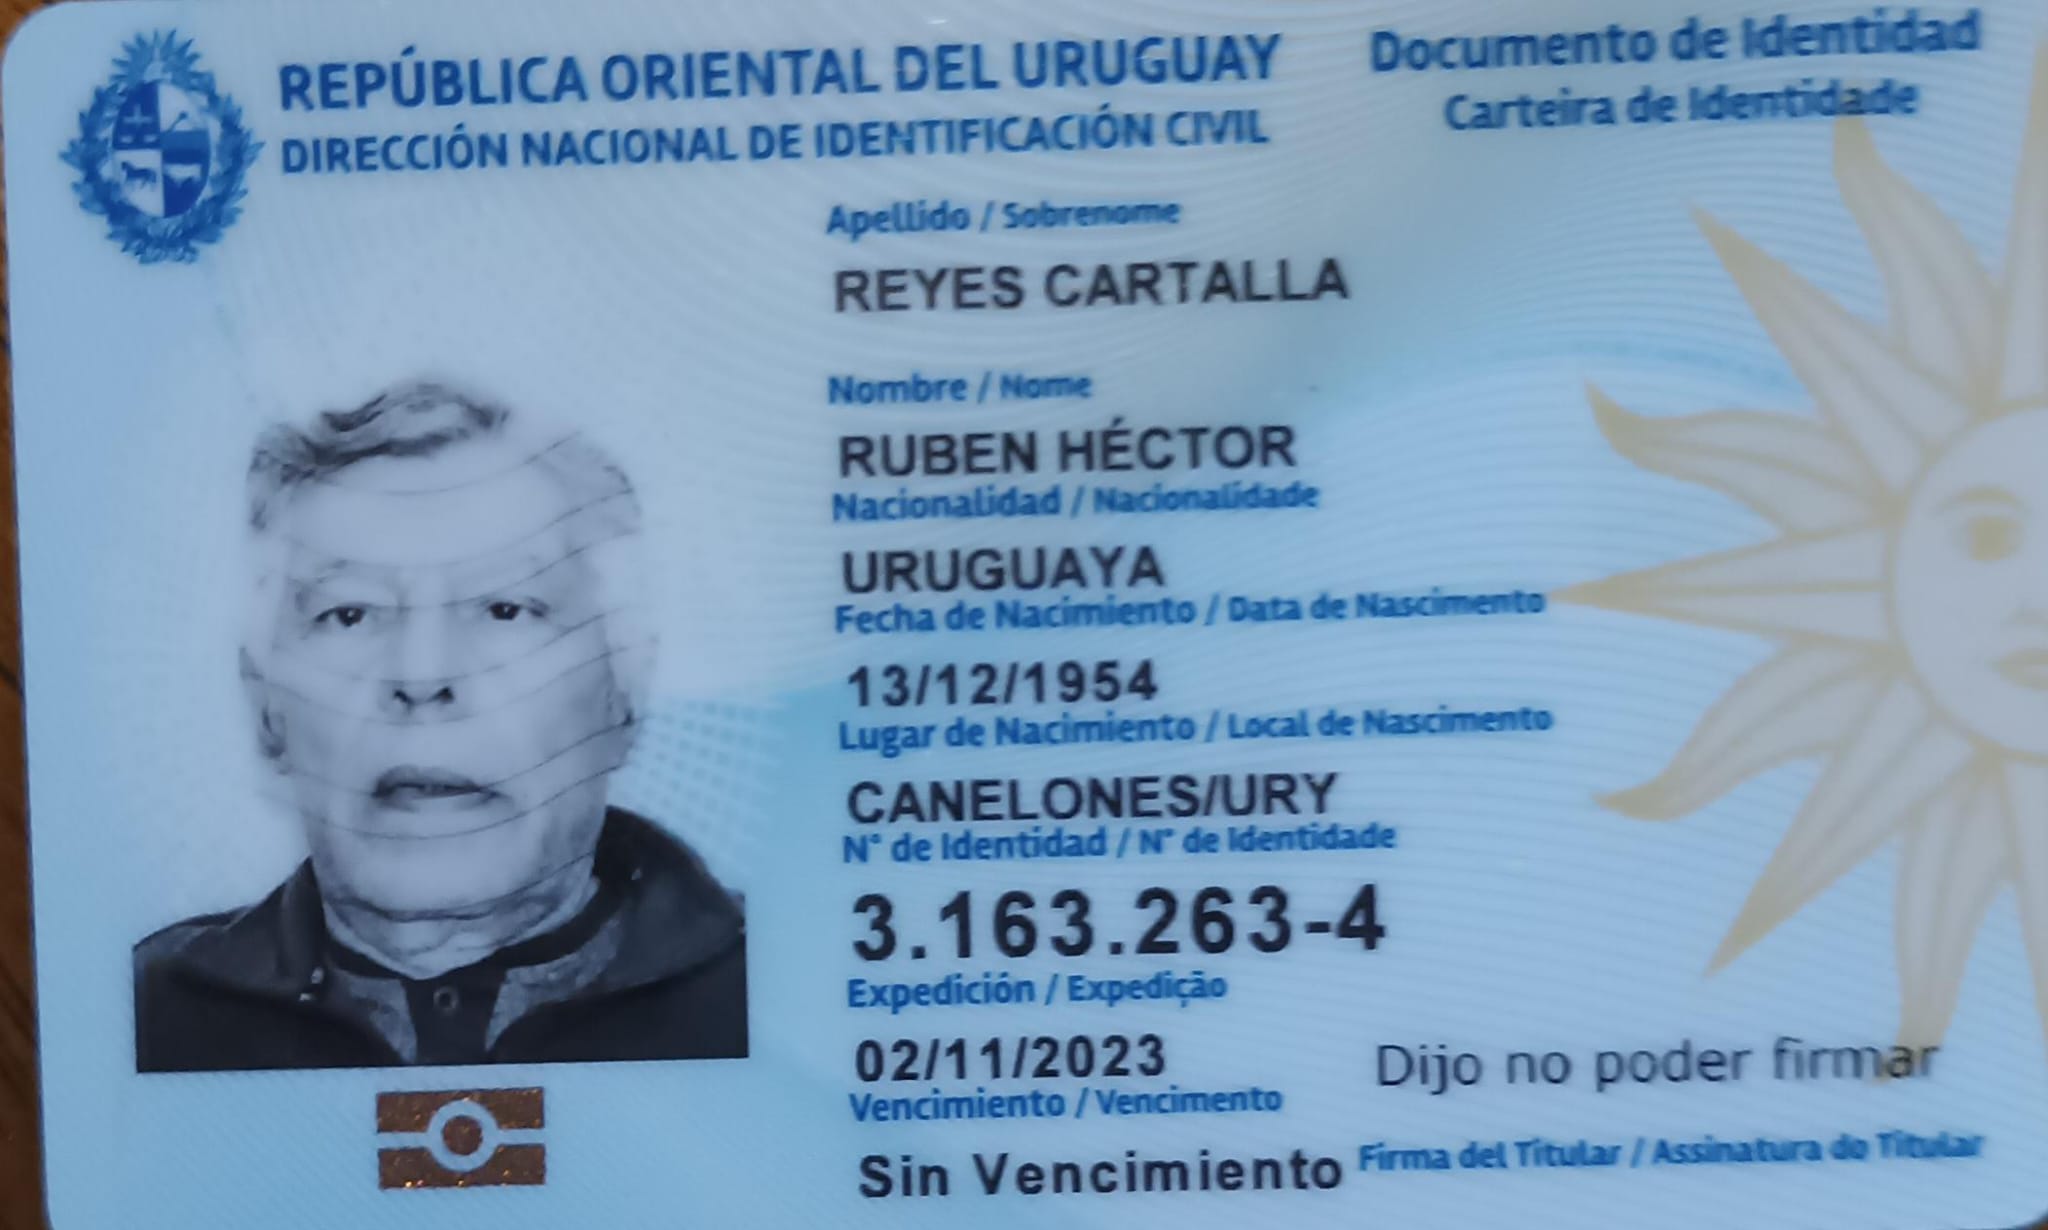 REPÚBLICA ORIENTAL DEL URUGUAY
DIRECCIÓN NACIONAL DE IDENTIFICACIÓN CIVIL
Documento de Identidad
Carteira de Identidade
Apellido / Sobrenome
REYES CARTALLA
Nombre / Nome
RUBEN HÉCTOR
Nacionalidad / Nacionalidade
URUGUAYA
Fecha de Nacimiento / Data de Nascimento
13/12/1954
Lugar de Nacimiento / Local de Nascimento
CANELONES/URY
N° de Identidad / N° de Identidade
3.163.263-4
Expedición / Expedição
02/11/2023
Vencimiento / Vencimento
Sin Vencimiento
Dijo no poder firmar
Firma del Titular / Assinatura do Titular